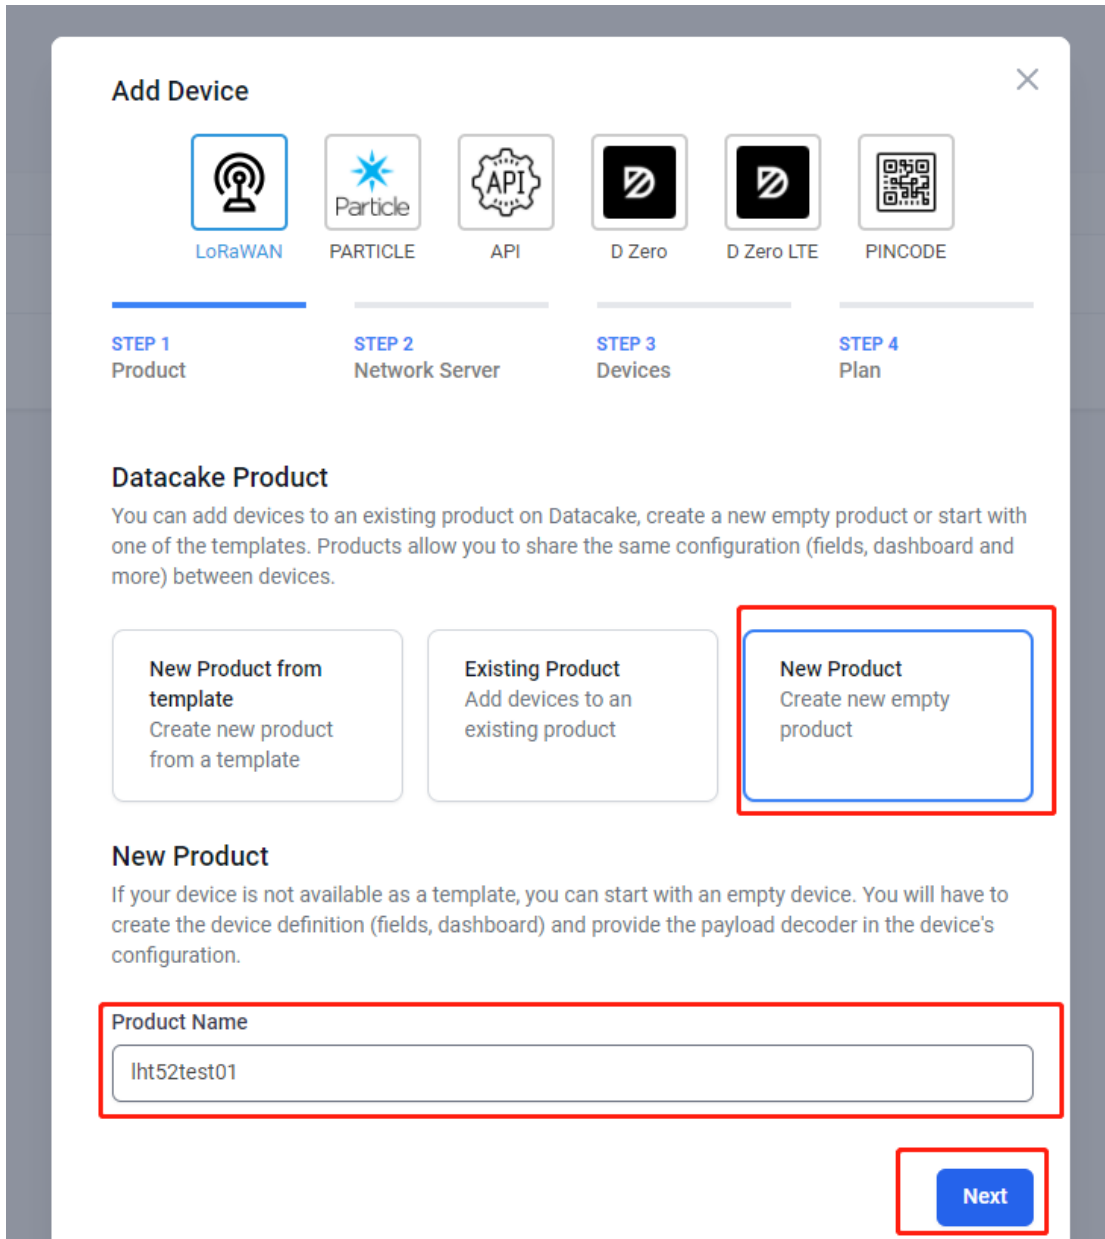 Add Device
Particle
API
LoRaWAN
PARTICLE
API
D Zero
D Zero LTE
PINCODE
STEP 1
Product
STEP 2
Network Server
STEP 3
Devices
STEP 4
Plan
Datacake Product
You can add devices to an existing product on Datacake, create a new empty product or start with
one of the templates. Products allow you to share the same configuration (fields, dashboard and
more) between devices.
New Product from
template
Create new product
from a template
Existing Product
Add devices to an
existing product
New Product
Create new empty
product
New Product
If your device is not available as a template, you can start with an empty device. You will have to
create the device definition (fields, dashboard) and provide the payload decoder in the device's
configuration.
Product Name
lht52test01
Next